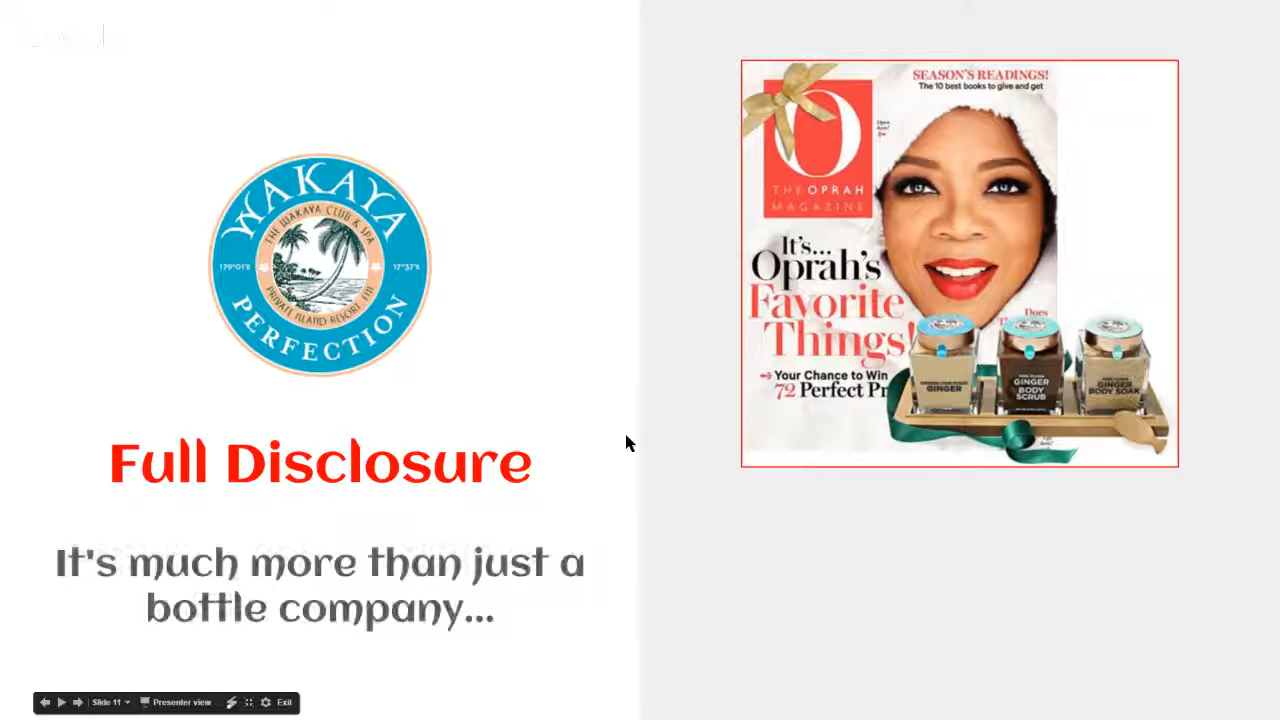 WAKAYA
THE WAKAYA CLUB & SPA
179°01'E
17°37'S
PRIVATE ISLAND RESORT FIJI
PERFECTION
Full Disclosure
It's much more than just a
bottle company...
SEASON'S READINGS!
The 10 best books to give and get
O
THE OPRAH
MAGAZINE
It's...
Oprah's
Favorite
Things!
Your Chance to Win
72 Perfect Pr
Does
GINGER
GINGER
BODY
SCRUB
GINGER
BODY SOAK
Slide 11
Presenter view
Exit